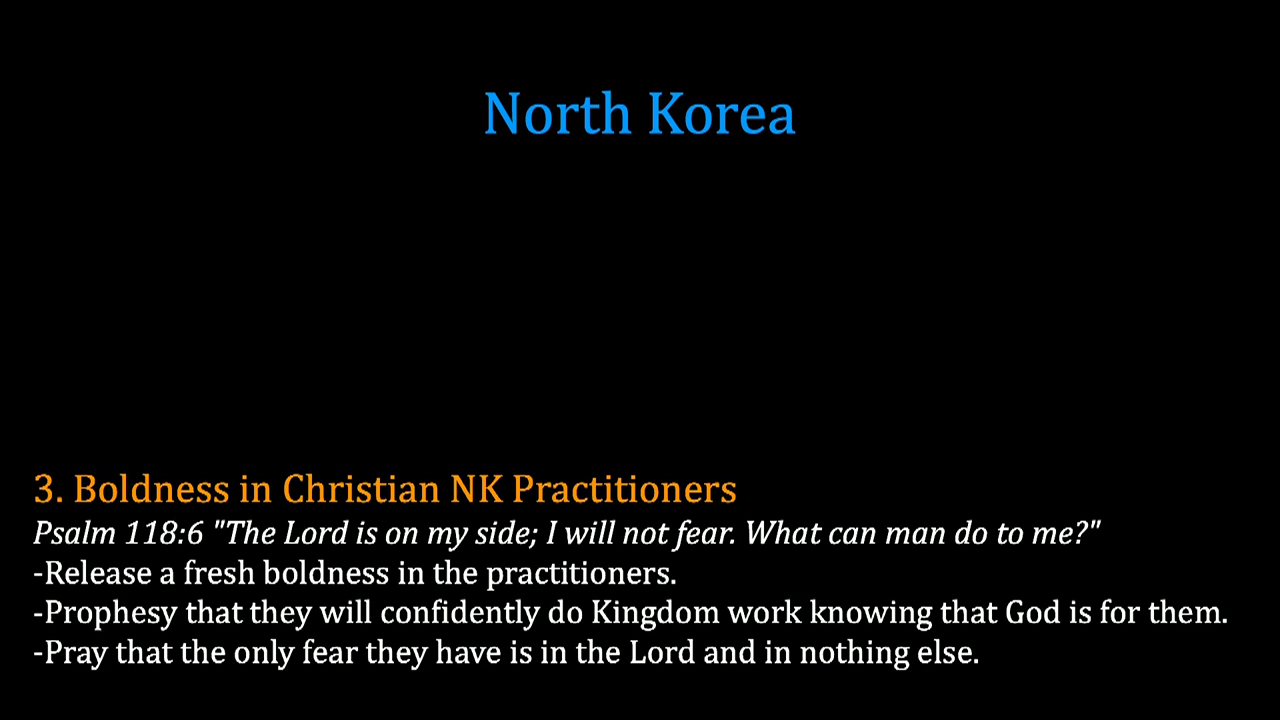 North Korea
3. Boldness in Christian NK Practitioners
Psalm 118:6 "The Lord is on my side; I will not fear. What can man do to me?"
-Release a fresh boldness in the practitioners.
-Prophesy that they will confidently do Kingdom work knowing that God is for them.
-Pray that the only fear they have is in the Lord and in nothing else.